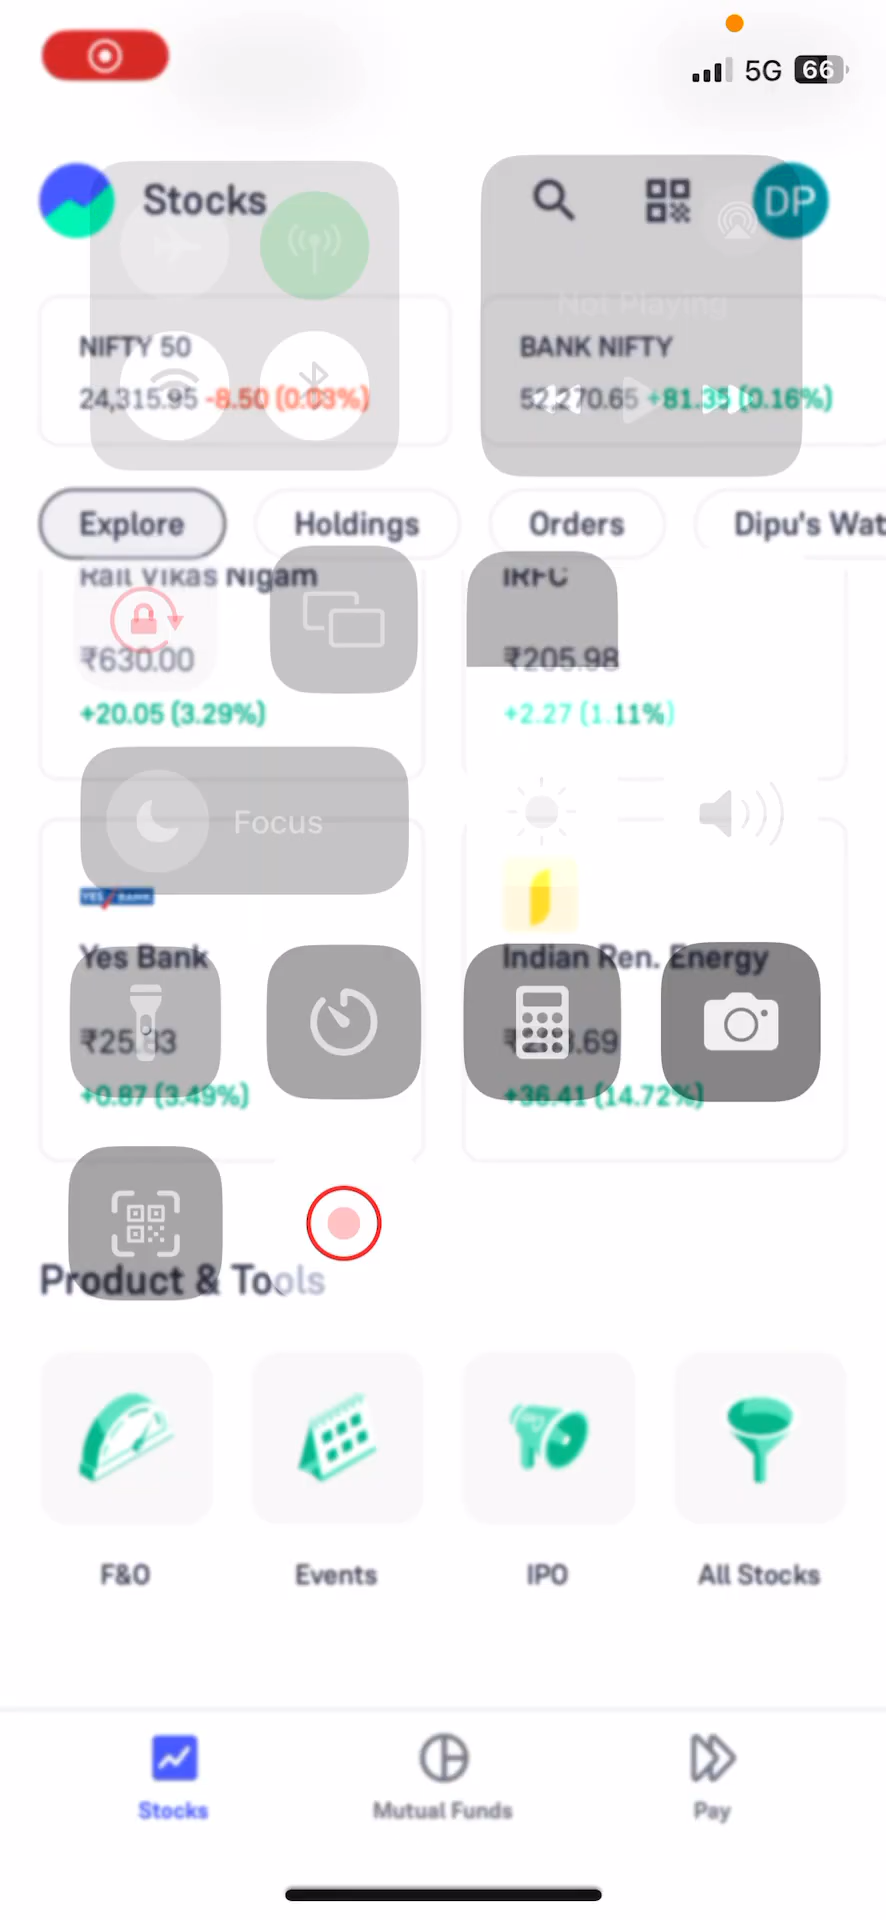 5G 66
Stocks
DP
Not Playing
NIFTY 50
24,315.95 -8.50 (0.03%)
BANK NIFTY
52,270.65 +81.35 (0.16%)
Explore
Holdings
Orders
Dipu's Wat
Rail Vikas Nigam
₹630.00
+20.05 (3.29%)
IRFC
₹205.98
+2.27 (1.11%)
Focus
YES BANK
Yes Bank
+0.87 (3.49%)
Indian Ren. Energy
+36.41 (14.72%)
Product & Tools
F&O
Events
IPO
All Stocks
Stocks
Mutual Funds
Pay